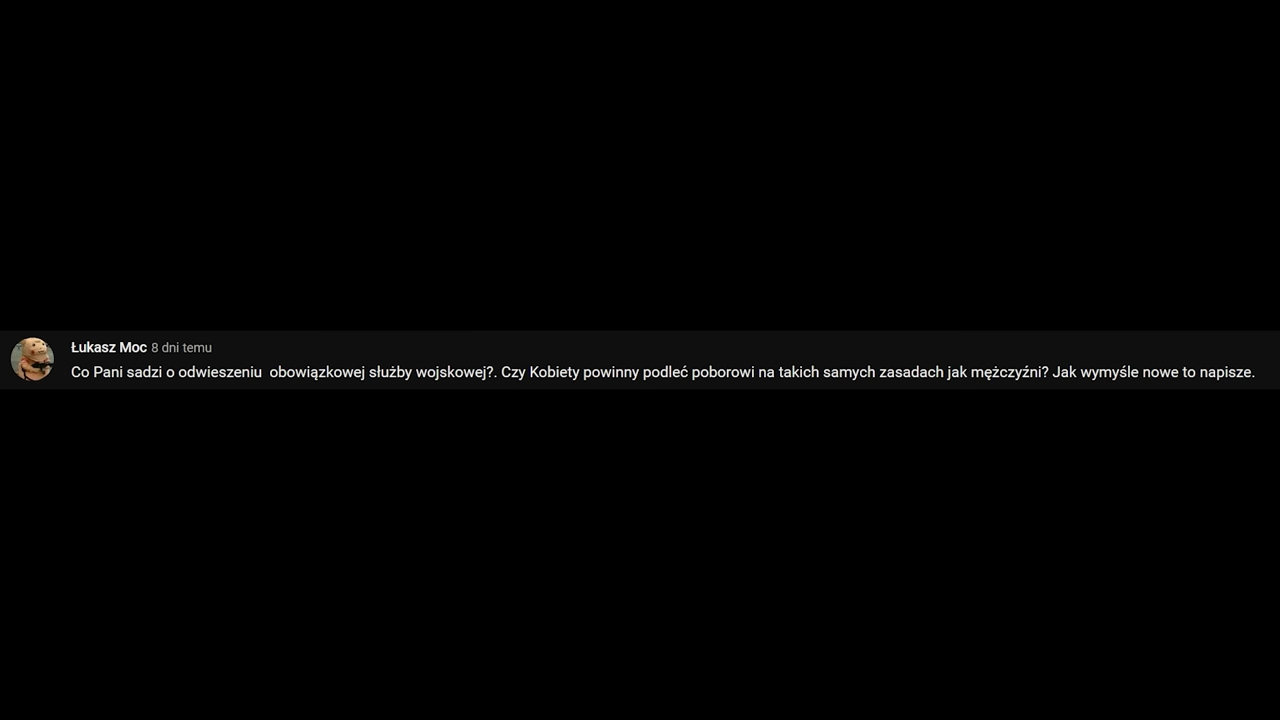 Łukasz Moc 8 dni temu
Co Pani sadzi o odwieszeniu  obowiązkowej służby wojskowej?. Czy Kobiety powinny podleć poborowi na takich samych zasadach jak mężczyźni? Jak wymyśle nowe to napisze.